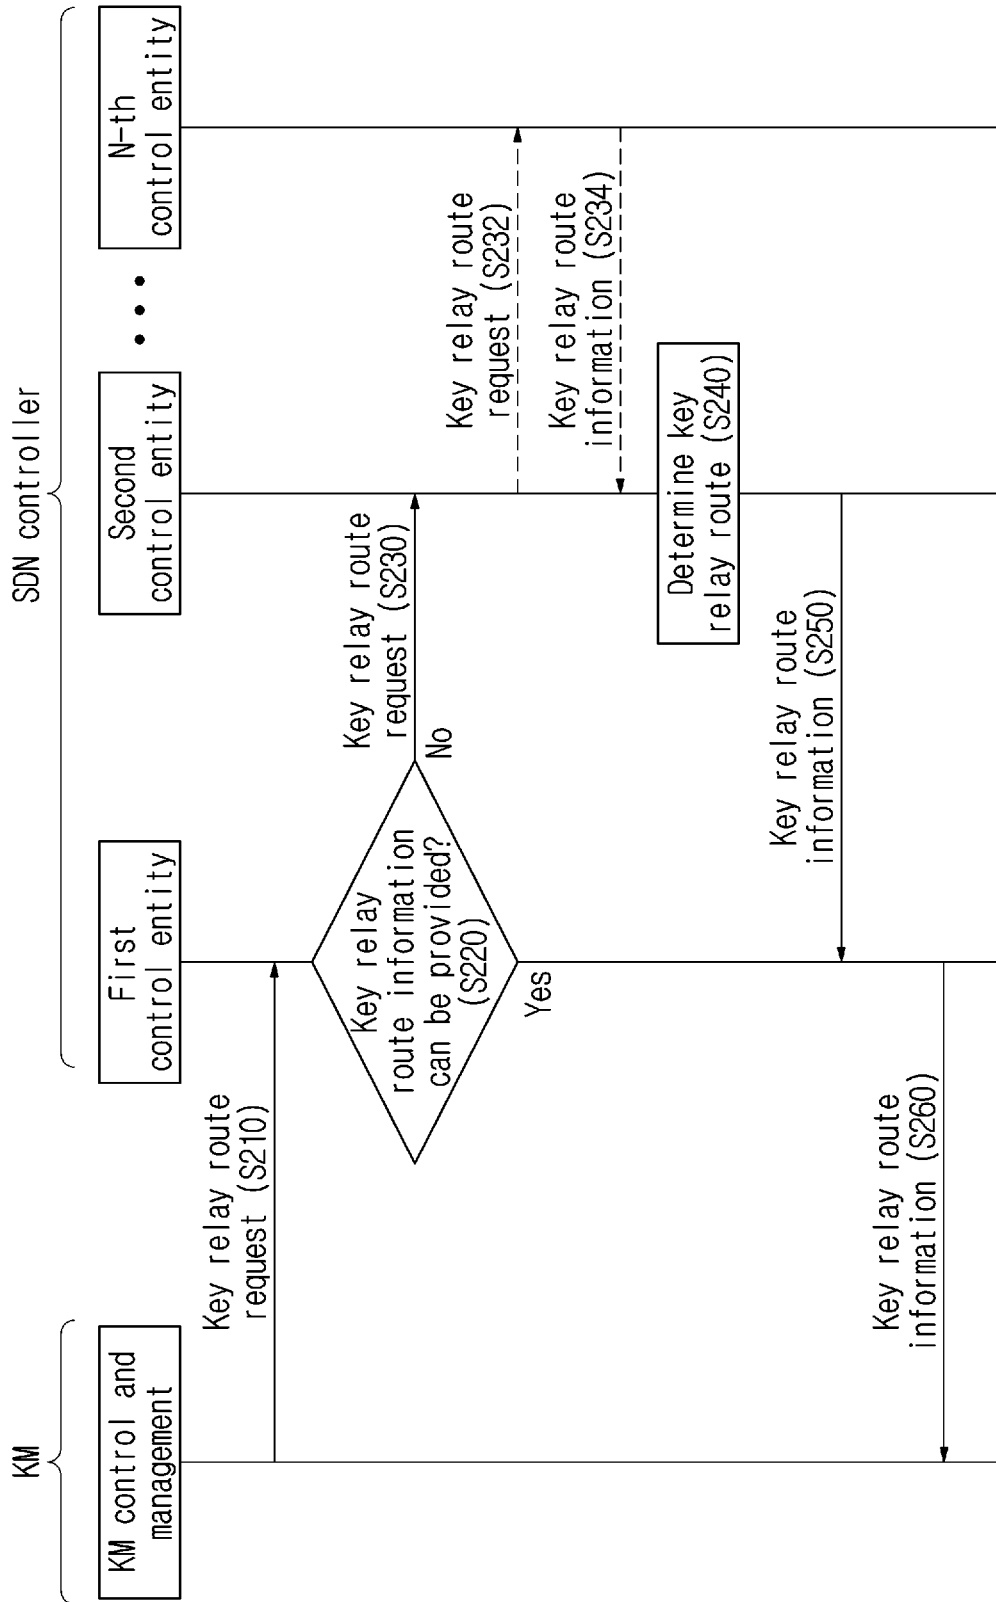 KM
SDN controller
KM control and
management
First
control entity
Second
control entity
N-th
control entity
Key relay route
request (S210)
Key relay
route information
can be provided?
(S220)
No
Yes
Key relay route
request (S230)
Key relay route
request (S232)
Key relay route
information (S234)
Determine key
relay route (S240)
Key relay route
information (S250)
Key relay route
information (S260)